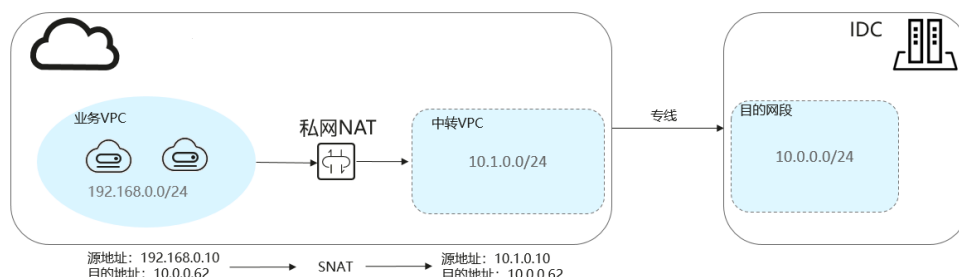 IDC
业务VPC
私网NAT
中转VPC
专线
目的网段
192.168.0.0/24
10.1.0.0/24
10.0.0.0/24
源地址：192.168.0.10
目的地址：10.0.0.62
SNAT
源地址：10.1.0.10
目的地址：10.0.0.62